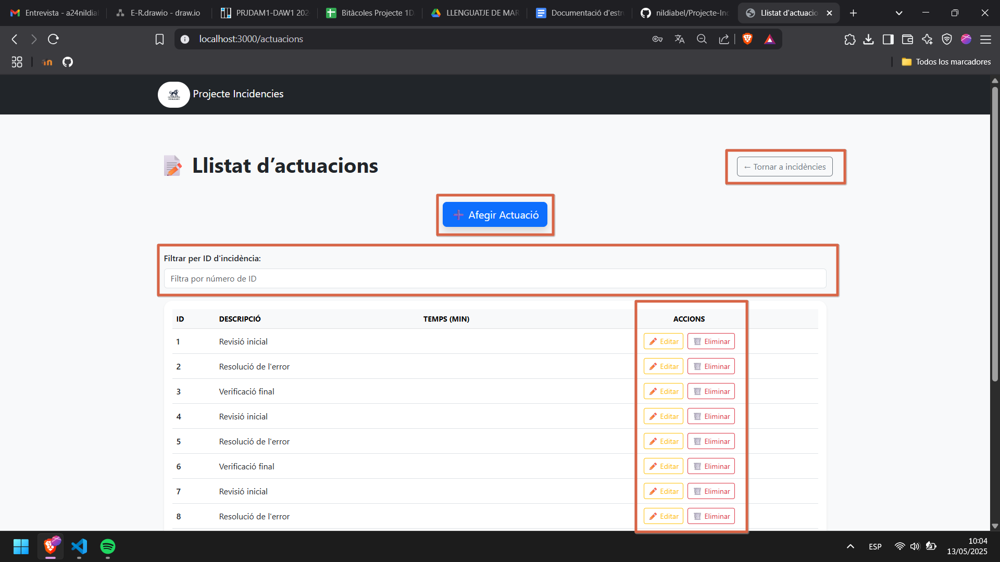 Entrevista - a24nildial
E-R.drawio - draw.io
PRJDAM1-DAW1 202
Bitàcoles Projecte 1D
LLENGUATJE DE MAR
Documentació d'estru
nildiabel/Projecte-Inc
Llistat d'actuacio
localhost:3000/actuacions
Todos los marcadores
Projecte Incidencies
Llistat d’actuacions
← Tornar a incidències
Afegir Actuació
Filtrar per ID d'incidència:
Filtra por número de ID
ID DESCRIPCIÓ TEMPS (MIN) ACCIONS
1 Revisió inicial Editar Eliminar
2 Resolució de l'error Editar Eliminar
3 Verificació final Editar Eliminar
4 Revisió inicial Editar Eliminar
5 Resolució de l'error Editar Eliminar
6 Verificació final Editar Eliminar
7 Revisió inicial Editar Eliminar
8 Resolució de l'error Editar Eliminar
ESP
10:04
13/05/2025